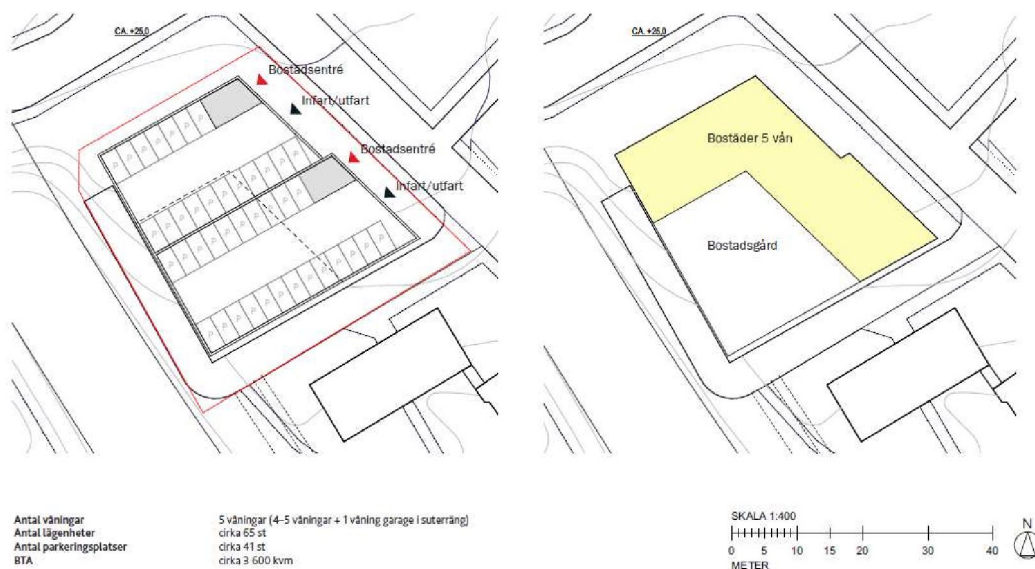 CA. +25,0
Bostadsentré
Infart/utfart
Bostadsentré
Infart/utfart
CA. +25,0
Bostäder 5 vån
Bostadsgård
Antal våningar 5 våningar (4–5 våningar + 1 våning garage i suterräng)
Antal lägenheter cirka 65 st
Antal parkeringsplatser cirka 41 st
BTA cirka 3 600 kvm
SKALA 1:400
0 5 10 15 20 30 40
METER
N